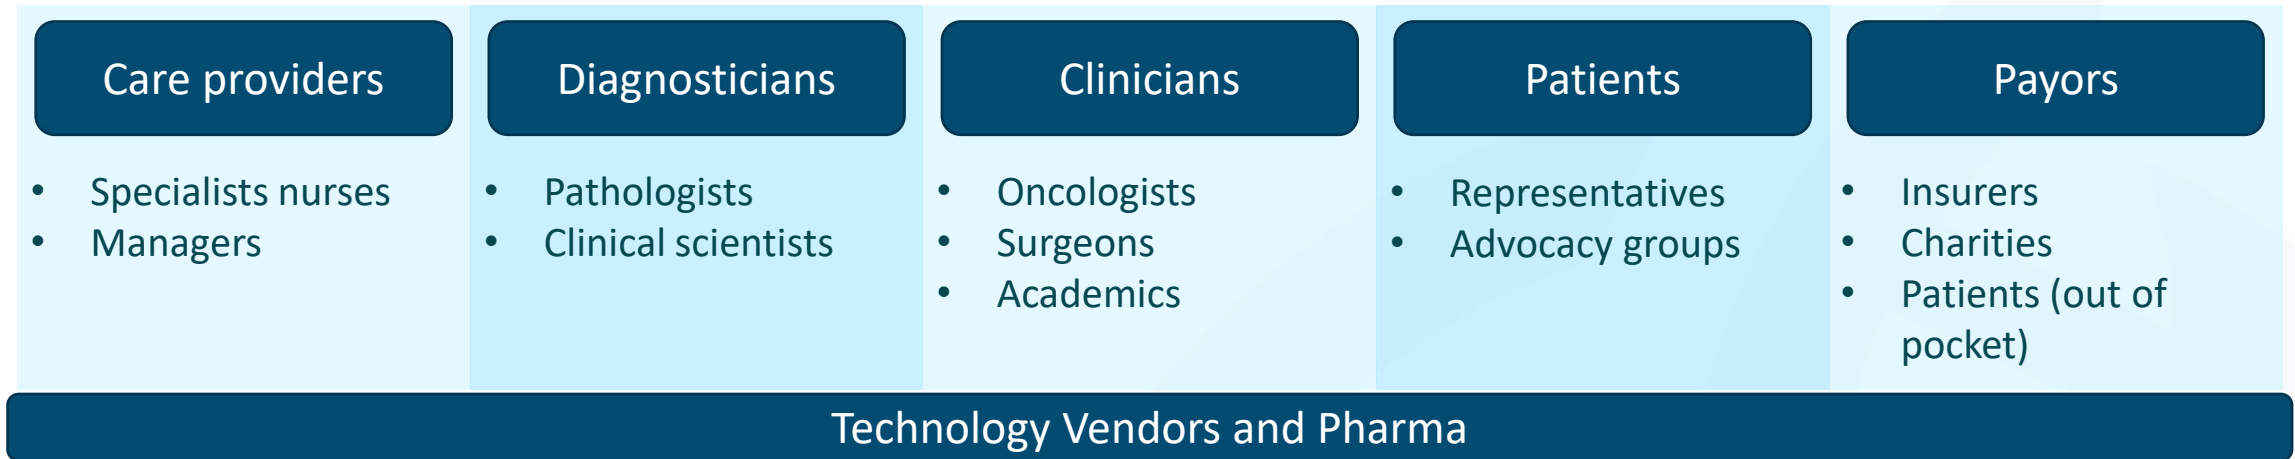 Care providers
• Specialists nurses
• Managers
Diagnosticians
• Pathologists
• Clinical scientists
Clinicians
• Oncologists
• Surgeons
• Academics
Patients
• Representatives
• Advocacy groups
Payors
• Insurers
• Charities
• Patients (out of
pocket)
Technology Vendors and Pharma